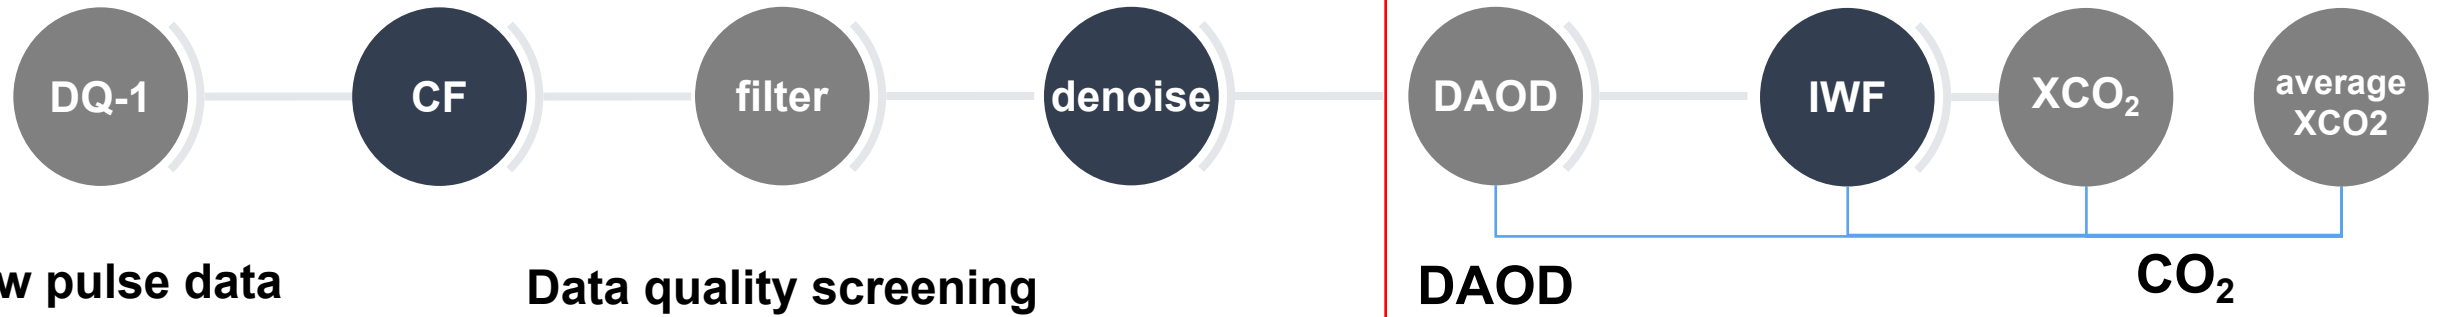 DQ-1
CF
filter
denoise
DAOD
IWF
XCO₂
average
XCO2
w pulse data
Data quality screening
DAOD
CO₂